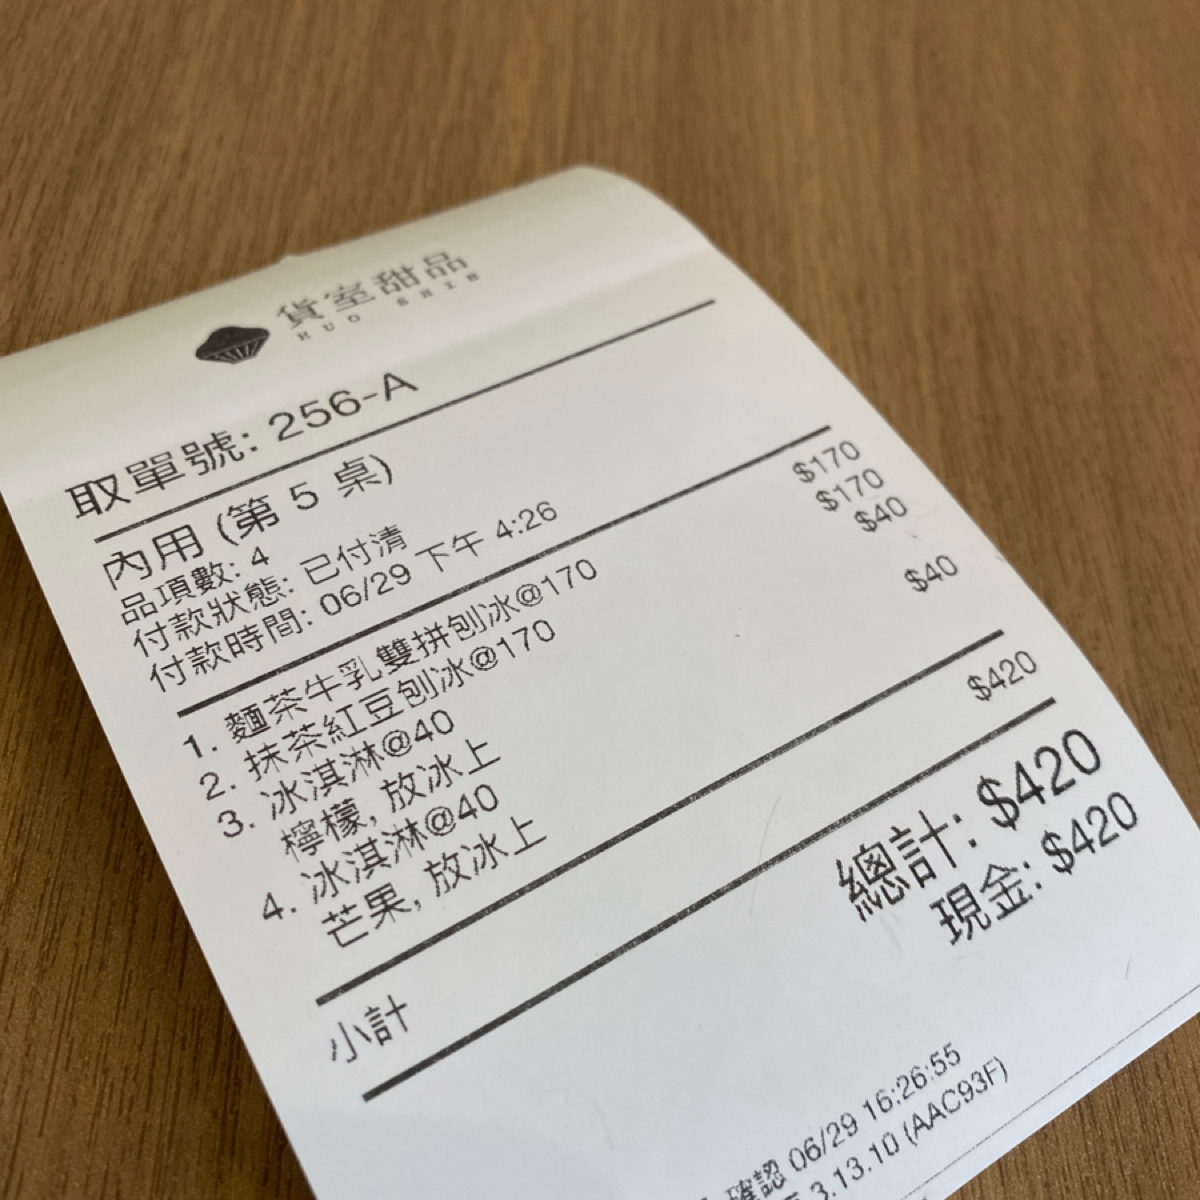 貨室甜品
HUO SHIH
取單號: 256-A
內用 (第 5 桌)
品項數: 4
付款狀態: 已付清
付款時間: 06/29 下午 4:26
1. 麵茶牛乳雙拼刨冰@170 $170
2. 抹茶紅豆刨冰@170 $170
3. 冰淇淋@40 $40
檸檬, 放冰上
4. 冰淇淋@40 $40
芒果, 放冰上
小計 $420
總計: $420
現金: $420
確認 06/29 16:26:55
3.13.10 (AAC93F)